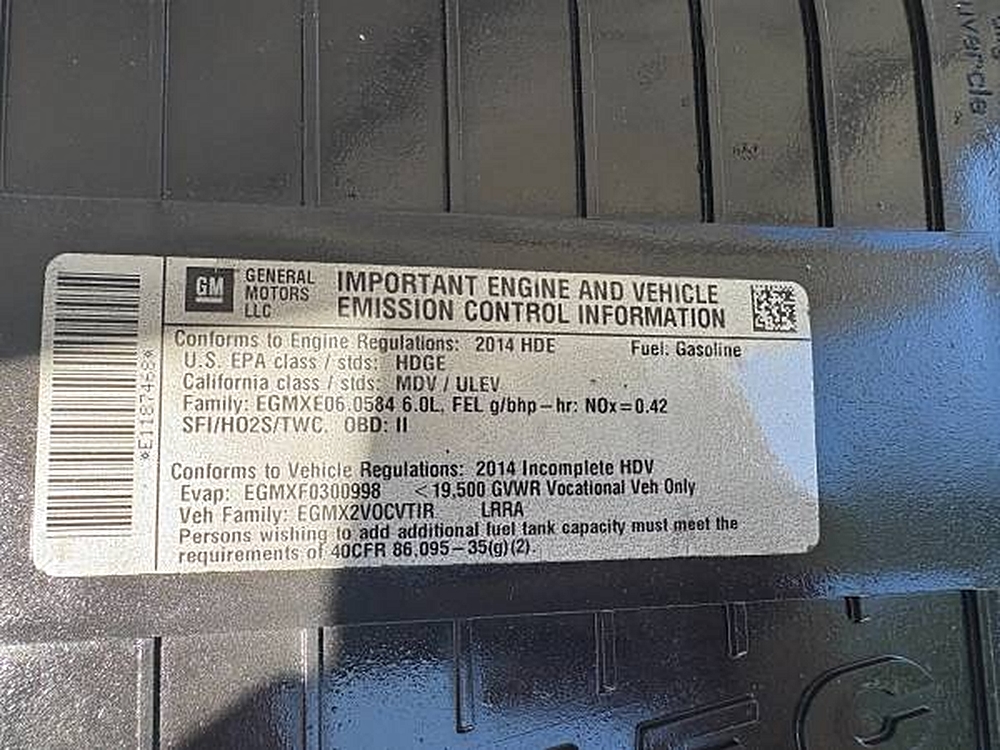 GM
GENERAL
MOTORS
LLC
IMPORTANT ENGINE AND VEHICLE
EMISSION CONTROL INFORMATION
Conforms to Engine Regulations: 2014 HDE Fuel: Gasoline
U.S. EPA class / stds: HDGE
California class / stds: MDV / ULEV
Family: EGMXE06.0584 6.0L, FEL g/bhp-hr: NOx=0.42
SFI/HO2S/TWC, OBD: II
Conforms to Vehicle Regulations: 2014 Incomplete HDV
Evap: EGMXF0300998 <19,500 GVWR Vocational Veh Only
Veh Family: EGMX2VOCVTIR LRRA
Persons wishing to add additional fuel tank capacity must meet the
requirements of 40CFR 86.095-35(g)(2).
*E1187468*